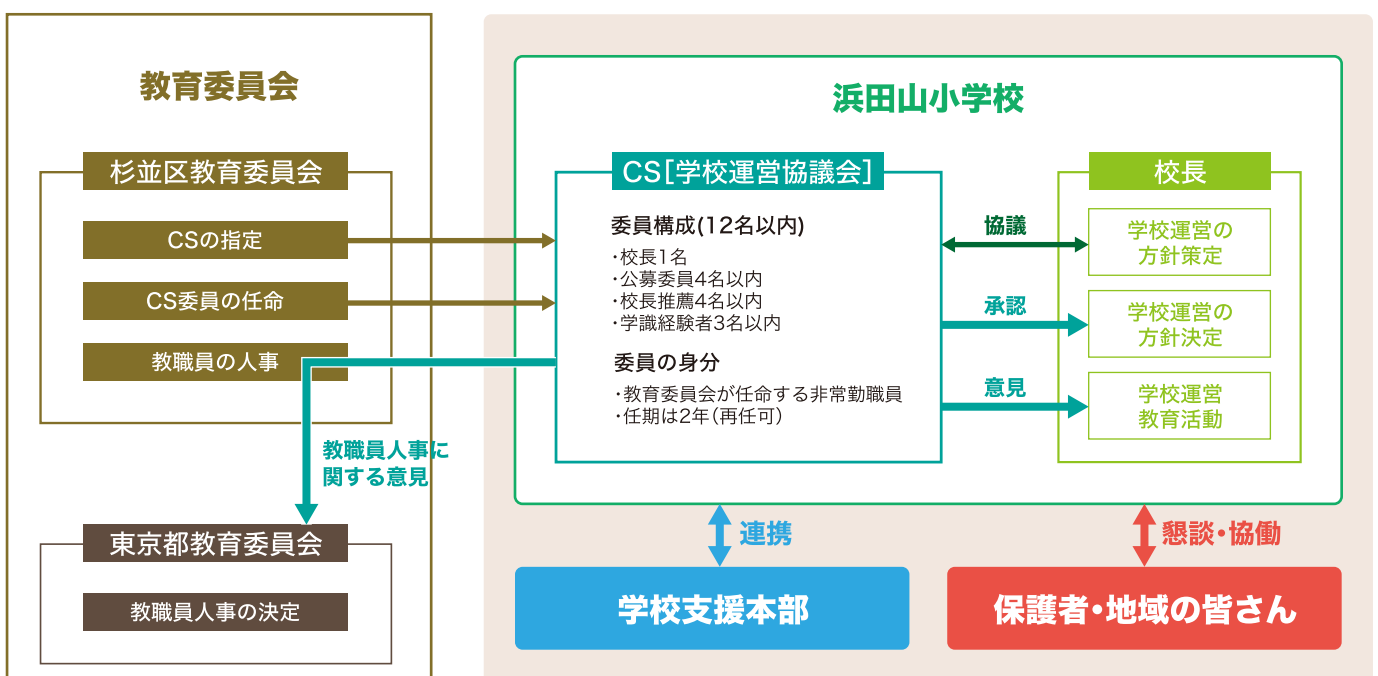 教育委員会
杉並区教育委員会
CSの指定
CS委員の任命
教職員の人事
教職員人事に
関する意見
東京都教育委員会
教職員人事の決定
浜田山小学校
CS[学校運営協議会]
委員構成(12名以内)
・校長1名
・公募委員4名以内
・校長推薦4名以内
・学識経験者3名以内
委員の身分
・教育委員会が任命する非常勤職員
・任期は2年(再任可)
協議
承認
意見
校長
学校運営の
方針策定
学校運営の
方針決定
学校運営
教育活動
連携
懇談・協働
学校支援本部
保護者・地域の皆さん